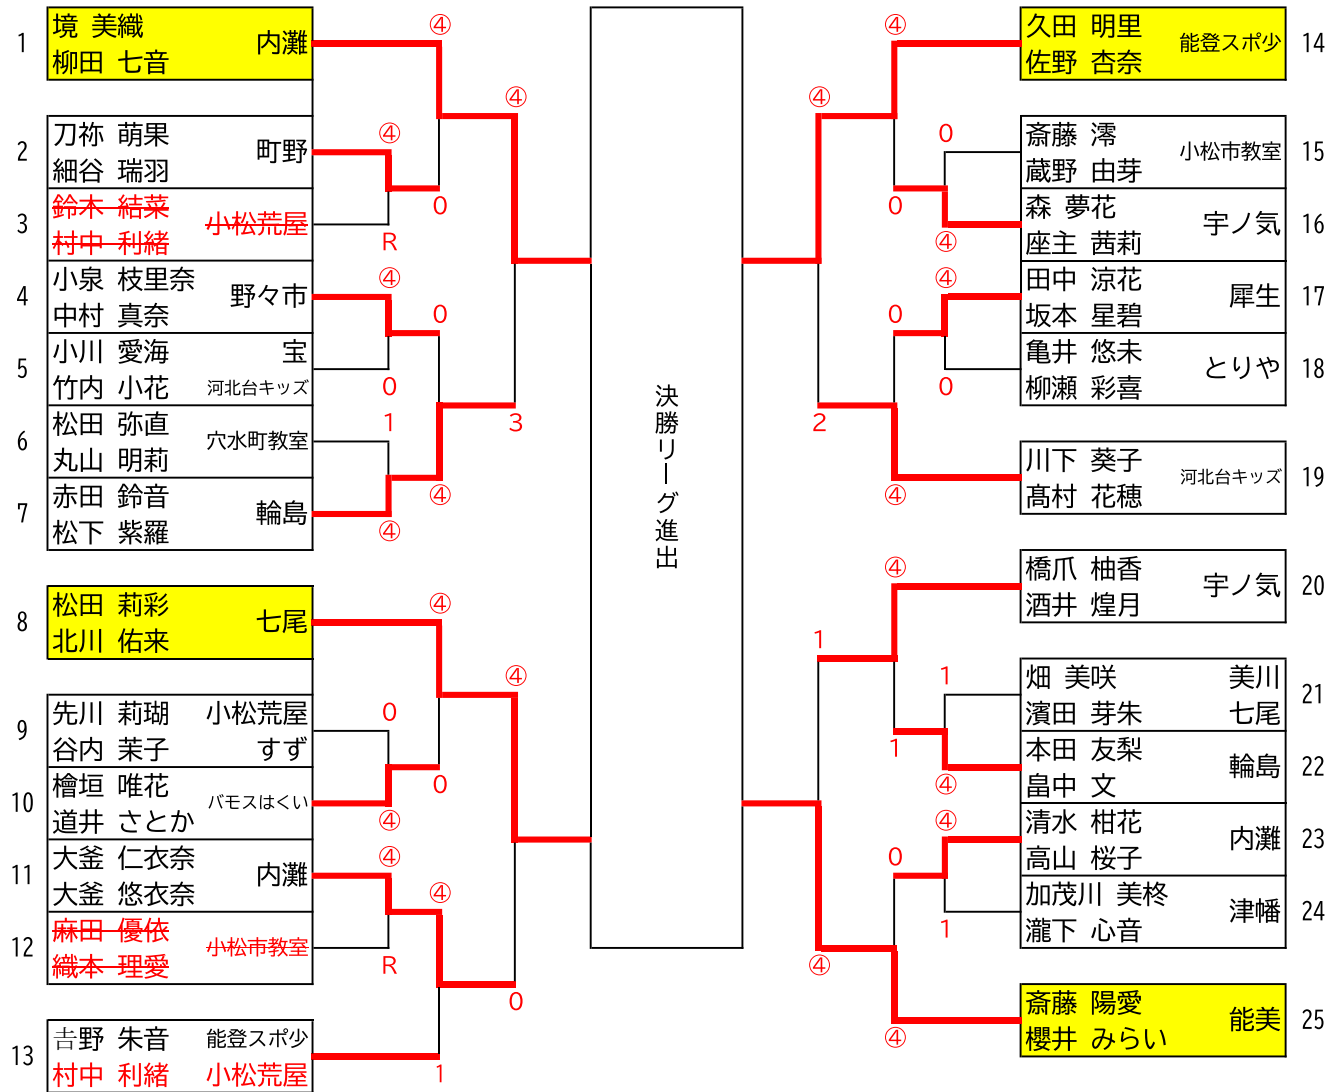 1 境 美織 内灘
柳田 七音
2 刀祢 萌果 町野
細谷 瑞羽
3 鈴木 結菜 小松荒屋
村中 利緒
4 小泉 枝里奈 野々市
中村 真奈
5 小川 愛海 宝
竹内 小花 河北台キッズ
6 松田 弥直 穴水町教室
丸山 明莉
7 赤田 鈴音 輪島
松下 紫羅
8 松田 莉彩 七尾
北川 佑来
9 先川 莉瑚 小松荒屋
谷内 茉子 すず
10 檜垣 唯花 バモスはくい
道井 さとか
11 大釜 仁衣奈 内灘
大釜 悠衣奈
12 麻田 優依 小松市教室
織本 理愛
13 𠮷野 朱音 能登スポ少
村中 利緒 小松荒屋
④
④
④
0
R
④
0
0
1
3
④
④
④
④
0
0
④
④
④
R
0
1
決勝リーグ進出
④
④
0
0
④
④
0
0
2
④
④
1
1
1
④
④
0
1
④
④
久田 明里 能登スポ少 14
佐野 杏奈
斎藤 澪 小松市教室 15
蔵野 由芽
森 夢花 宇ノ気 16
座主 茜莉
田中 涼花 犀生 17
坂本 星碧
亀井 悠未 とりや 18
柳瀬 彩喜
川下 葵子 河北台キッズ 19
髙村 花穂
橋爪 柚香 宇ノ気 20
酒井 煌月
畑 美咲 美川 21
濱田 芽朱 七尾
本田 友梨 輪島 22
畠中 文
清水 柑花 内灘 23
高山 桜子
加茂川 美柊 津幡 24
瀧下 心音
斎藤 陽愛 能美 25
櫻井 みらい